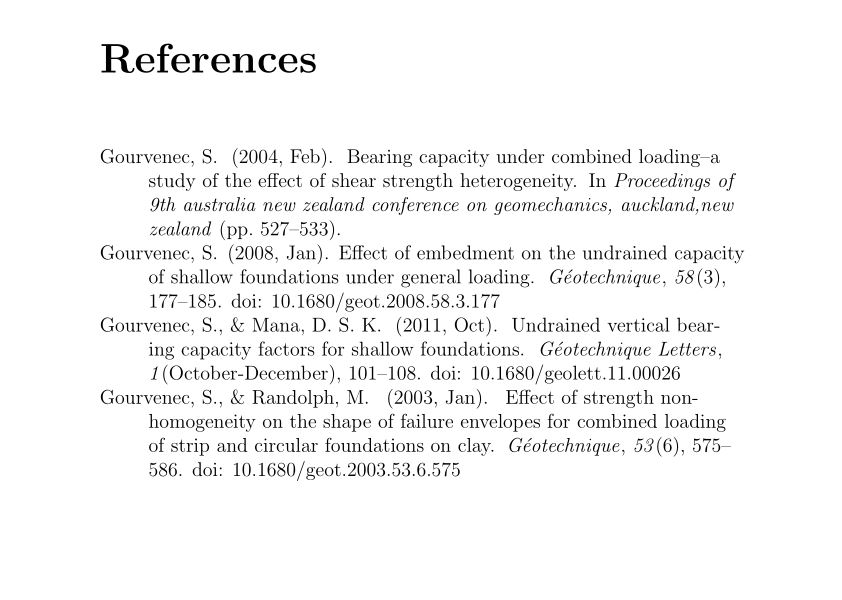 References
Gourvenec, S. (2004, Feb). Bearing capacity under combined loading–a
study of the effect of shear strength heterogeneity. In Proceedings of
9th australia new zealand conference on geomechanics, auckland,new
zealand (pp. 527–533).
Gourvenec, S. (2008, Jan). Effect of embedment on the undrained capacity
of shallow foundations under general loading. Géotechnique, 58(3),
177–185. doi: 10.1680/geot.2008.58.3.177
Gourvenec, S., & Mana, D. S. K. (2011, Oct). Undrained vertical bear-
ing capacity factors for shallow foundations. Géotechnique Letters,
1(October-December), 101–108. doi: 10.1680/geolett.11.00026
Gourvenec, S., & Randolph, M. (2003, Jan). Effect of strength non-
homogeneity on the shape of failure envelopes for combined loading
of strip and circular foundations on clay. Géotechnique, 53(6), 575–
586. doi: 10.1680/geot.2003.53.6.575